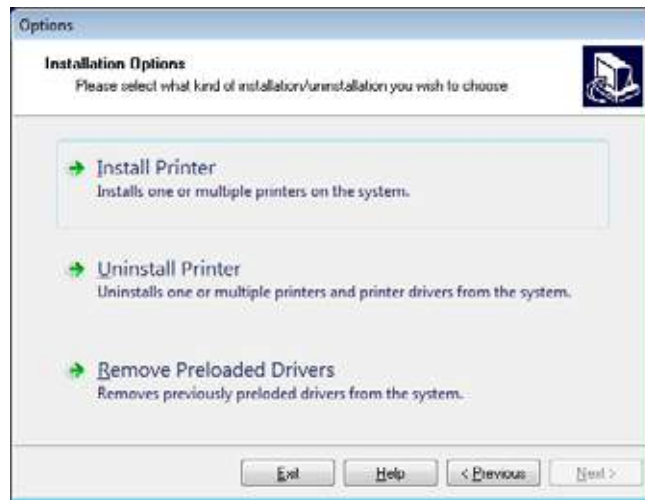 Options
Installation Options
Please select what kind of installation/uninstallation you wish to choose
Install Printer
Installs one or multiple printers on the system.
Uninstall Printer
Uninstalls one or multiple printers and printer drivers from the system.
Remove Preloaded Drivers
Removes previously preloded drivers from the system.
Exit Help < Previous Next >